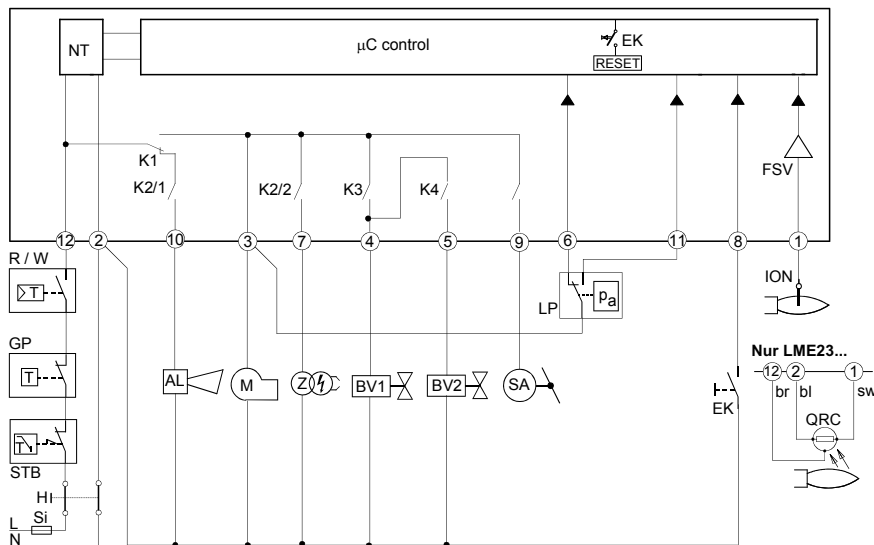 NT
µC control
EK
RESET
K1
K2/1
K2/2
K3
K4
FSV
12
2
10
3
7
4
5
9
6
11
8
1
R / W
T
GP
T
STB
T
H
L
N
Si
AL
M
Z
BV1
BV2
SA
LP
pa
EK
ION
Nur LME23...
12
2
1
br
bl
sw
QRC